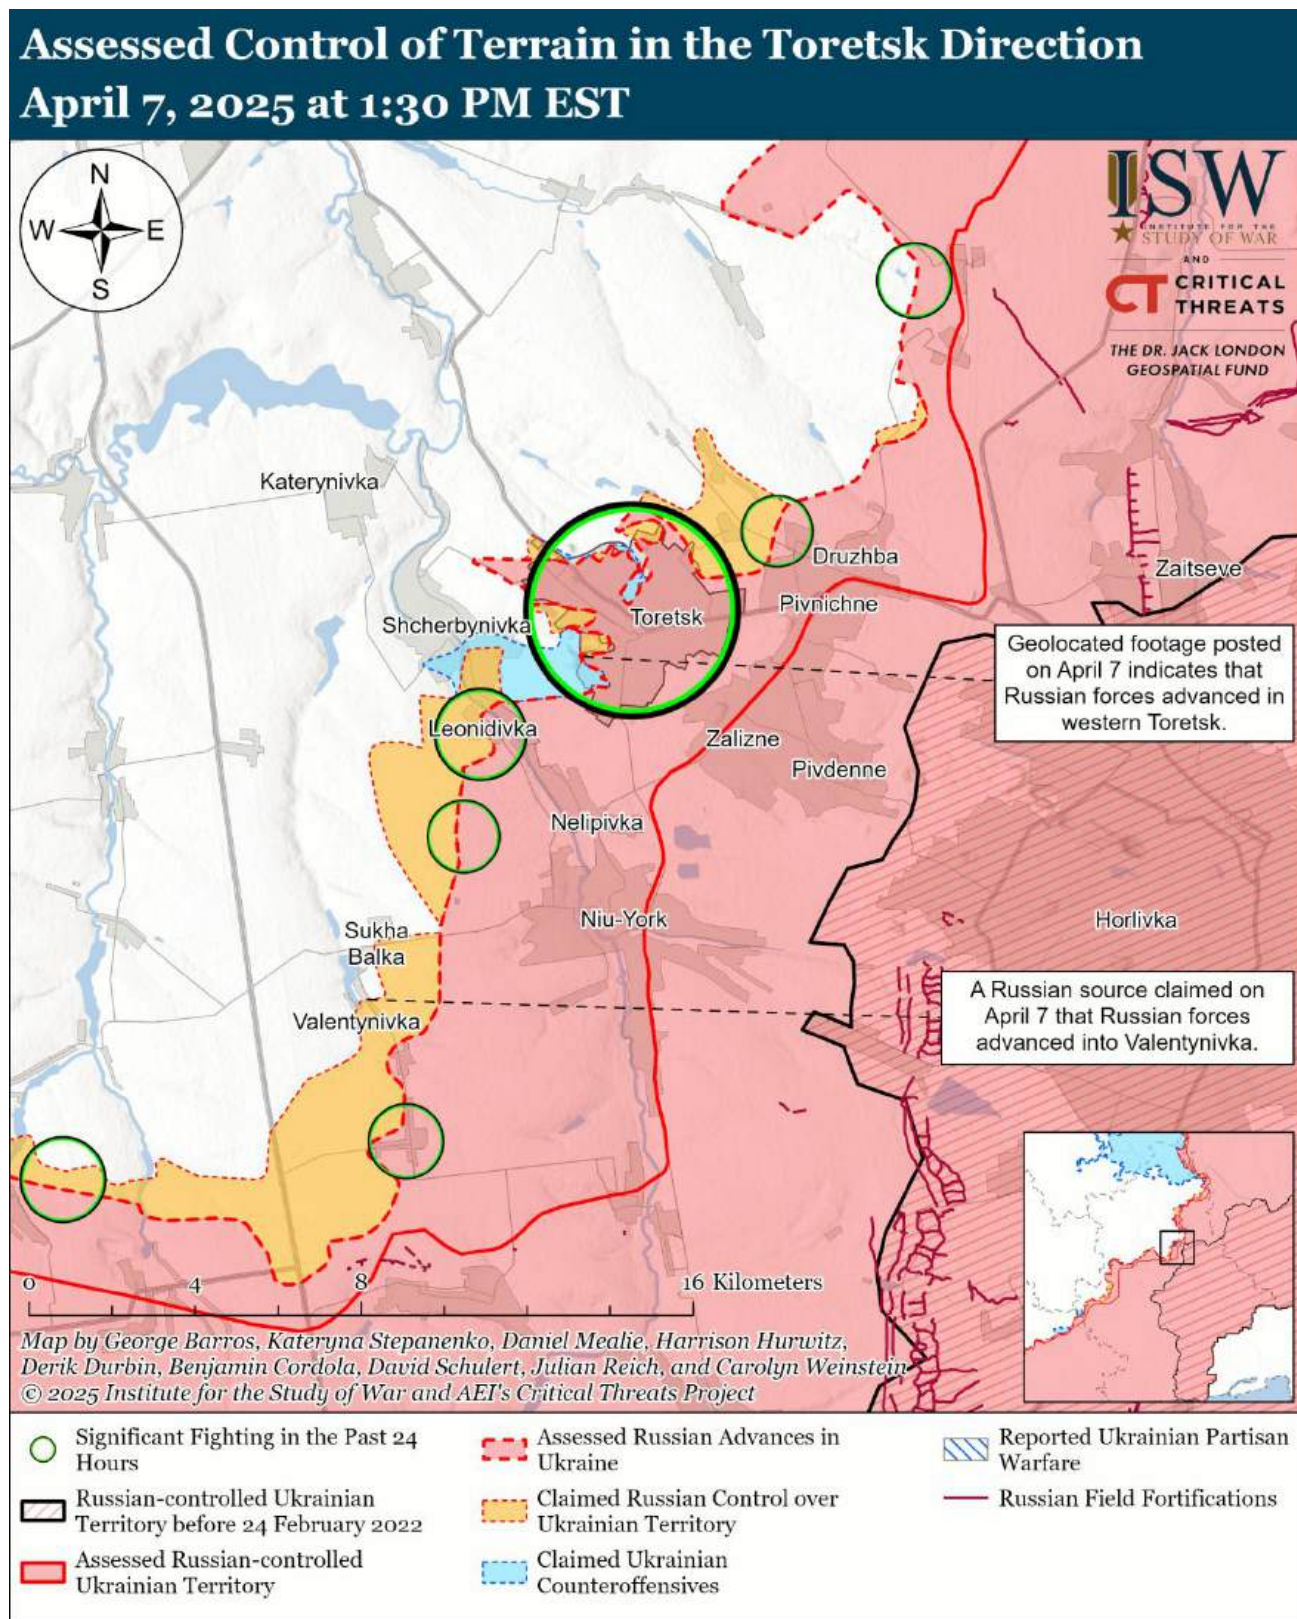 Assessed Control of Terrain in the Toretsk Direction
April 7, 2025 at 1:30 PM EST
N
W
E
S
ISW
INSTITUTE FOR THE
STUDY OF WAR
AND
CT CRITICAL
THREATS
THE DR. JACK LONDON
GEOSPATIAL FUND
Katerynivka
Druzhba
Zaitseve
Pivnichne
Toretsk
Shcherbynivka
Geolocated footage posted
on April 7 indicates that
Russian forces advanced in
western Toretsk.
Leonidivka
Zalizne
Pivdenne
Nelipivka
Niu-York
Horlivka
Sukha
Balka
A Russian source claimed on
April 7 that Russian forces
advanced into Valentynivka.
Valentynivka
0
4
8
16 Kilometers
Map by George Barros, Kateryna Stepanenko, Daniel Mealie, Harrison Hurwitz,
Derik Durbin, Benjamin Cordola, David Schulert, Julian Reich, and Carolyn Weinstein
© 2025 Institute for the Study of War and AEI's Critical Threats Project
Significant Fighting in the Past 24
Hours
Russian-controlled Ukrainian
Territory before 24 February 2022
Assessed Russian-controlled
Ukrainian Territory
Assessed Russian Advances in
Ukraine
Claimed Russian Control over
Ukrainian Territory
Claimed Ukrainian
Counteroffensives
Reported Ukrainian Partisan
Warfare
Russian Field Fortifications